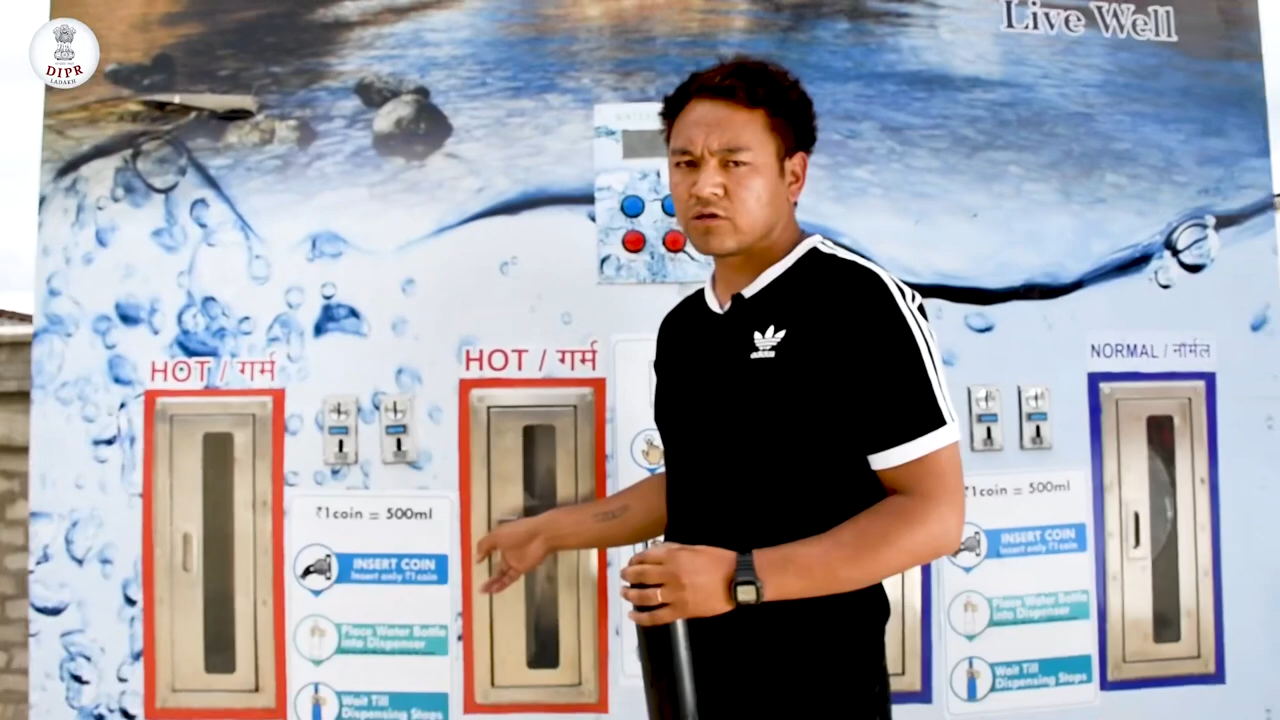 Live Well
DIPR
LADAKH
HOT / गर्म
HOT / गर्म
NORMAL / नॉर्मल
adidas
₹1coin = 500ml
INSERT COIN
Insert only ₹1 coin
Place Water Bottle
into Dispenser
Wait Till
Dispensing Stops
₹1coin = 500ml
INSERT COIN
Insert only ₹1 coin
Place Water Bottle
into Dispenser
Wait Till
Dispensing Stops